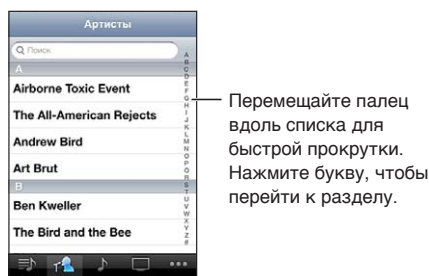 Артисты
Поиск
A
Airborne Toxic Event
The All-American Rejects
Andrew Bird
Art Brut
B
Ben Kweller
The Bird and the Bee
A
B
C
D
E
F
G
H
I
J
K
L
M
N
O
P
Q
R
S
T
U
V
W
X
Y
Z
#
Перемещайте палец
вдоль списка для
быстрой прокрутки.
Нажмите букву, чтобы
перейти к разделу.